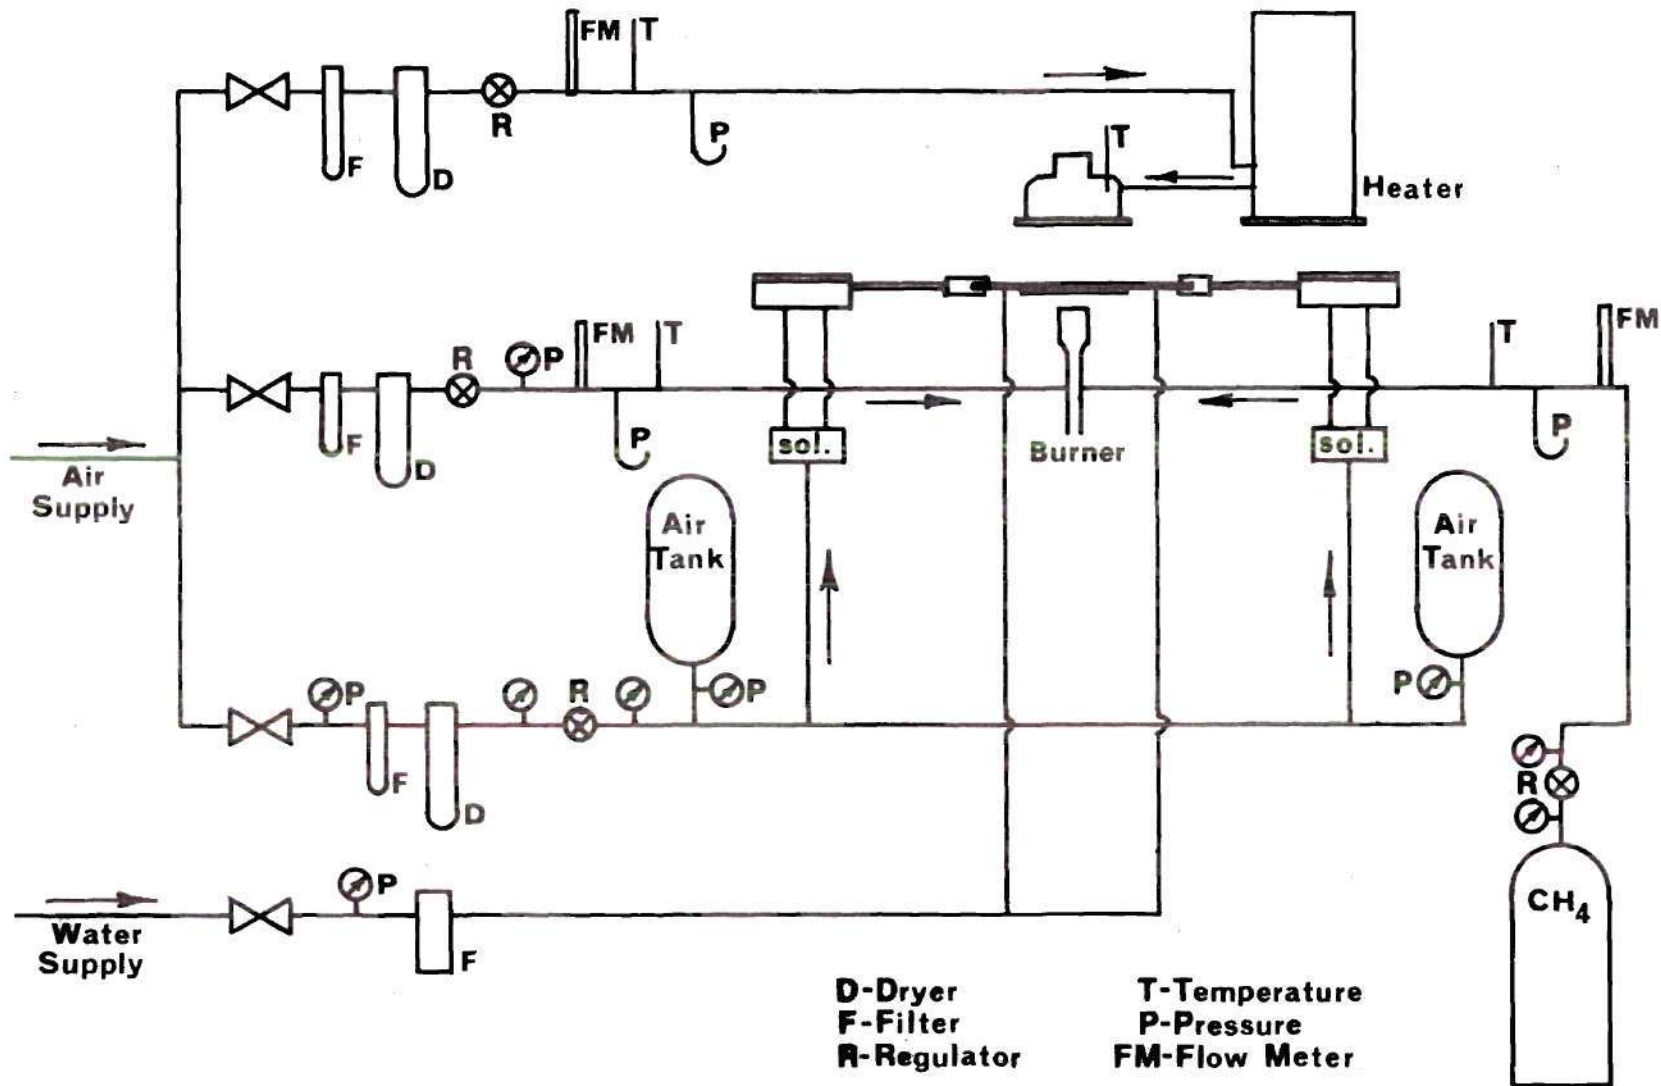 FM T
R
P
F
D
T
Heater
FM
T
R
P
T
FM
P
P
F
D
sol.
Burner
sol.
Air
Supply
Air
Tank
Air
Tank
P
R
P
P
F
D
R
CH4
P
Water
Supply
F
D-Dryer
F-Filter
R-Regulator
T-Temperature
P-Pressure
FM-Flow Meter